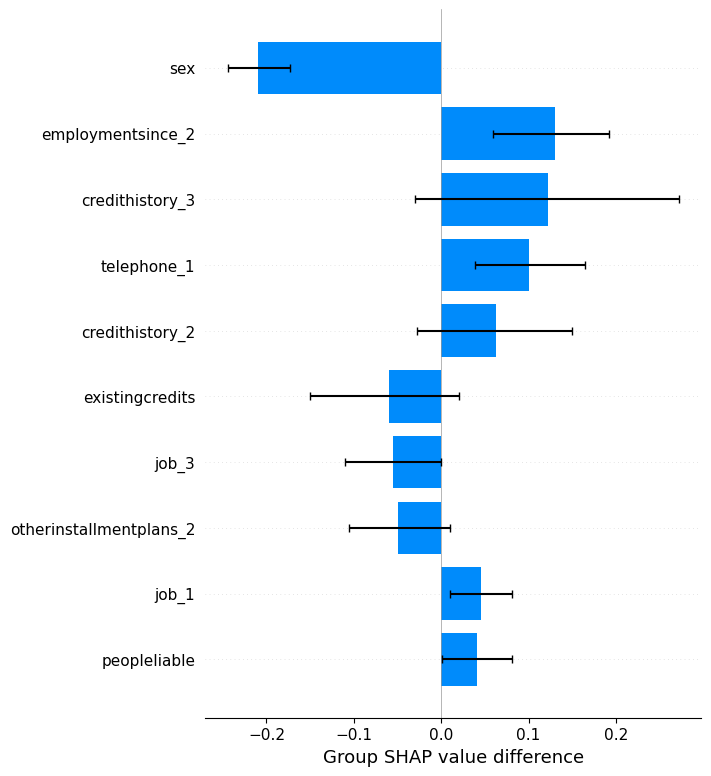 sex
employmentsince_2
credithistory_3
telephone_1
credithistory_2
existingcredits
job_3
otherinstallmentplans_2
job_1
peopleliable
−0.2 −0.1 0.0 0.1 0.2
Group SHAP value difference